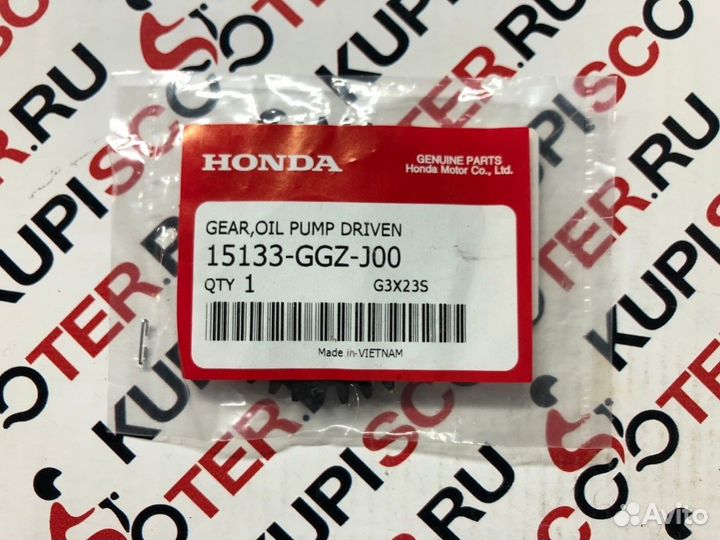 HONDA
GENUINE PARTS
Honda Motor Co., Ltd.
GEAR,OIL PUMP DRIVEN
15133-GGZ-J00
QTY 1 G3X23S
Made in VIETNAM
KUPISCOOTER.RU
Avito